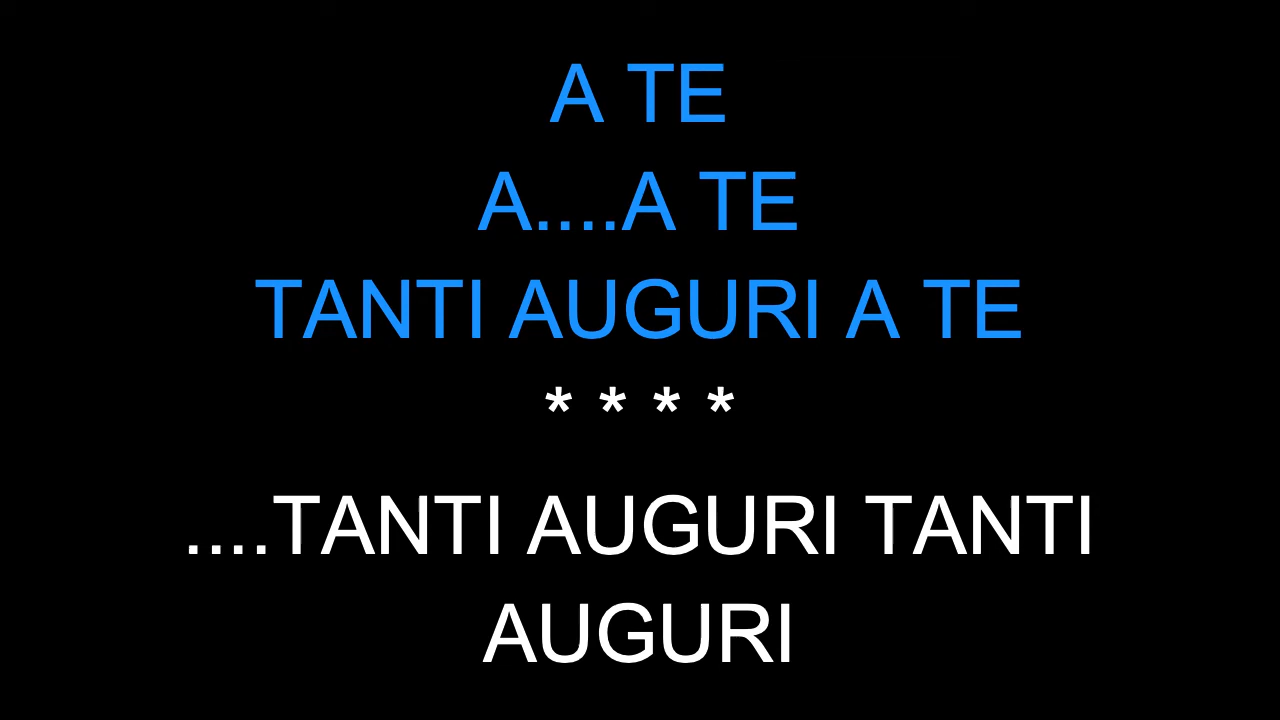 A TE
A....A TE
TANTI AUGURI A TE
* * * *
....TANTI AUGURI TANTI
AUGURI